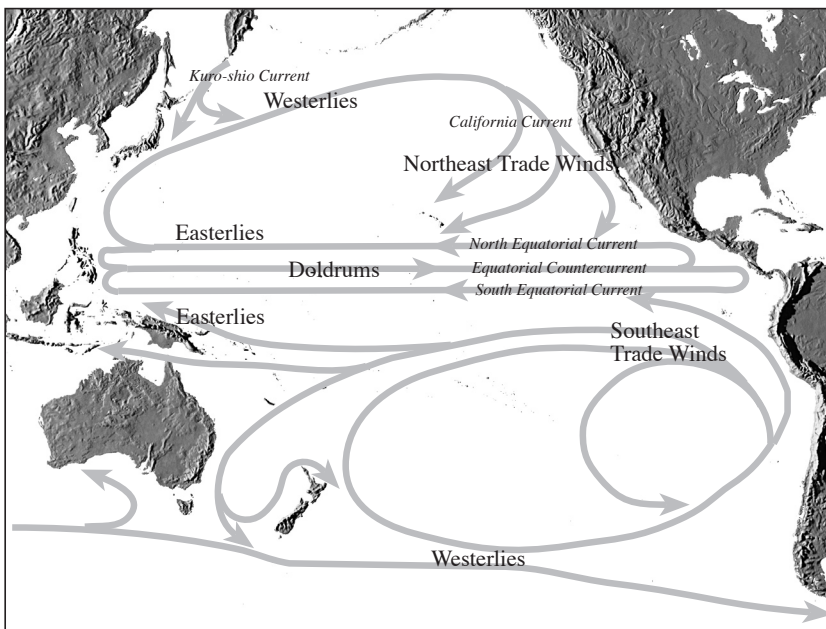 Kuro-shio Current
Westerlies
California Current
Northeast Trade Winds
Easterlies
North Equatorial Current
Doldrums
Equatorial Countercurrent
South Equatorial Current
Easterlies
Southeast
Trade Winds
Westerlies